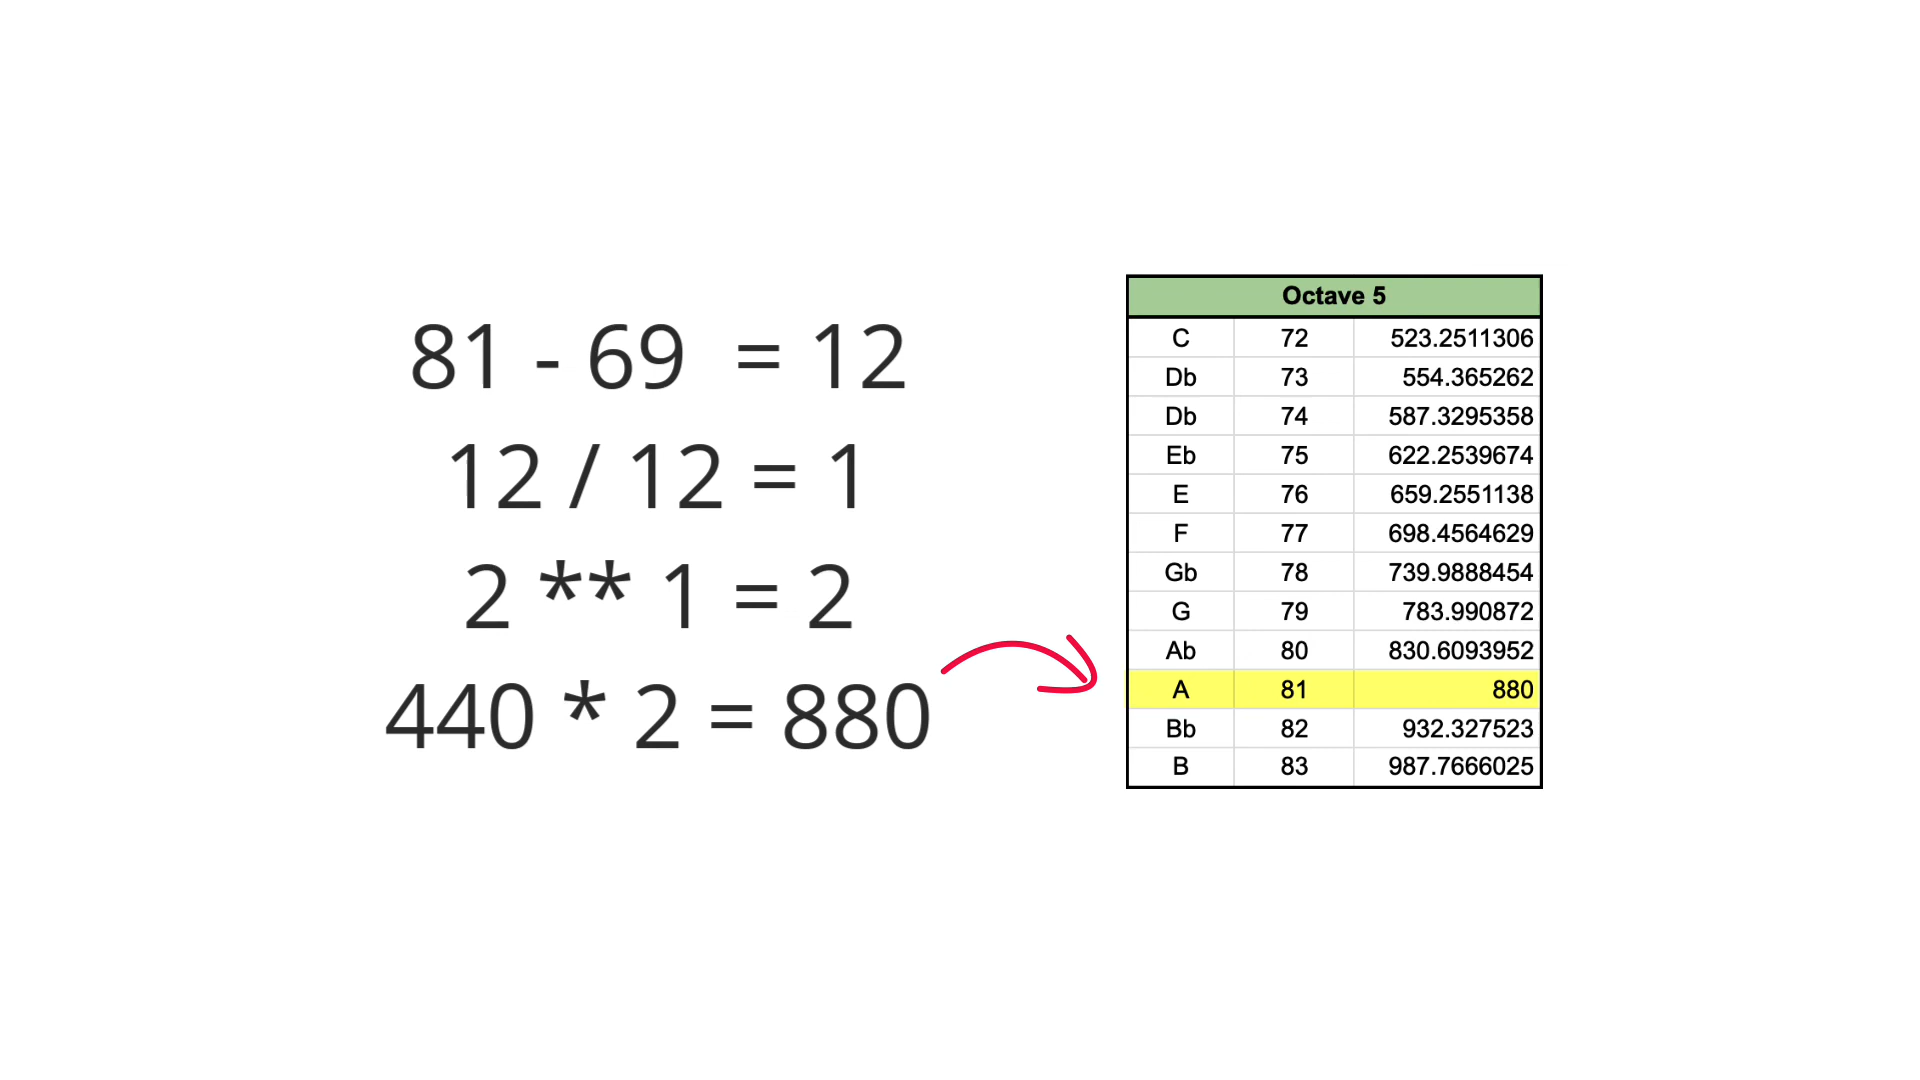 81 - 69 = 12
12 / 12 = 1
2 ** 1 = 2
440 * 2 = 880
Octave 5
C 72 523.2511306
Db 73 554.365262
Db 74 587.3295358
Eb 75 622.2539674
E 76 659.2551138
F 77 698.4564629
Gb 78 739.9888454
G 79 783.990872
Ab 80 830.6093952
A 81 880
Bb 82 932.327523
B 83 987.7666025